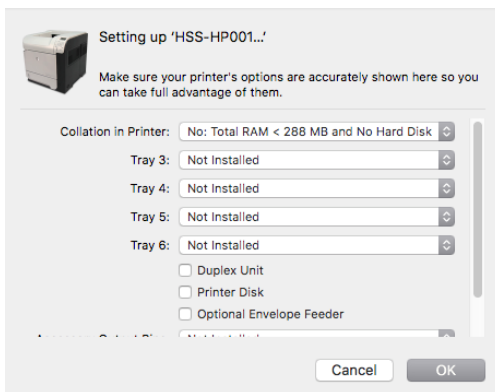 Setting up 'HSS-HP001...'
Make sure your printer's options are accurately shown here so you
can take full advantage of them.
Collation in Printer: No: Total RAM < 288 MB and No Hard Disk
Tray 3: Not Installed
Tray 4: Not Installed
Tray 5: Not Installed
Tray 6: Not Installed
Duplex Unit
Printer Disk
Optional Envelope Feeder
Cancel OK